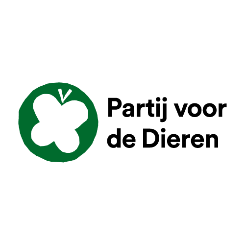 Partij voor
de Dieren